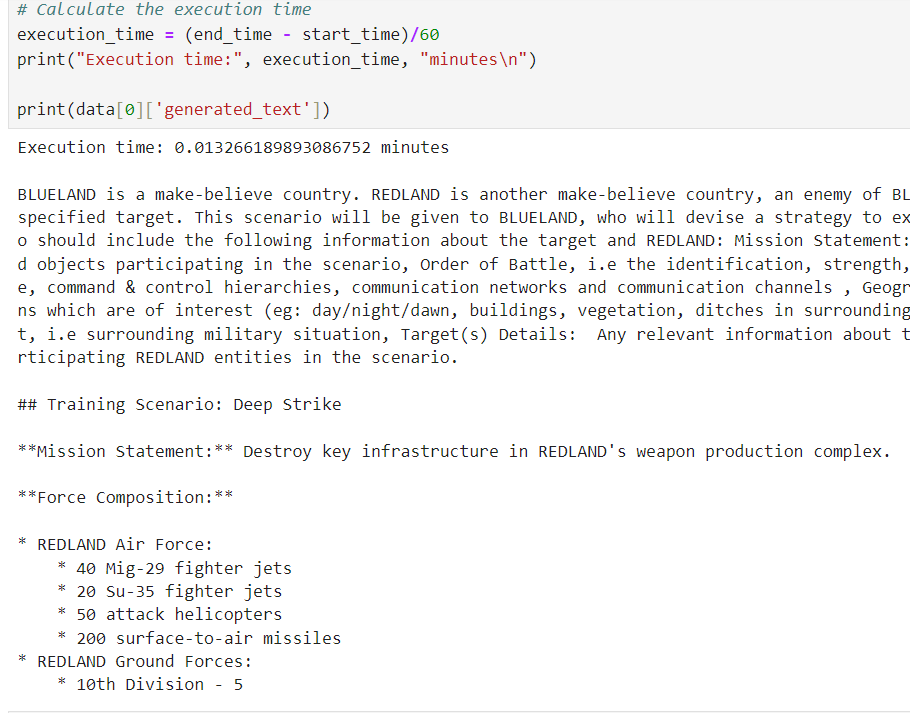 # Calculate the execution time
execution_time = (end_time - start_time)/60
print("Execution time:", execution_time, "minutes\n")
print(data[0]['generated_text'])
Execution time: 0.013266189893086752 minutes
BLUELAND is a make-believe country. REDLAND is another make-believe country, an enemy of BL
specified target. This scenario will be given to BLUELAND, who will devise a strategy to ex
o should include the following information about the target and REDLAND: Mission Statement:
d objects participating in the scenario, Order of Battle, i.e the identification, strength,
e, command & control hierarchies, communication networks and communication channels , Geogr
ns which are of interest (eg: day/night/dawn, buildings, vegetation, ditches in surrounding
t, i.e surrounding military situation, Target(s) Details:  Any relevant information about t
rticipating REDLAND entities in the scenario.
## Training Scenario: Deep Strike
**Mission Statement:** Destroy key infrastructure in REDLAND's weapon production complex.
**Force Composition:**
* REDLAND Air Force:
    * 40 Mig-29 fighter jets
    * 20 Su-35 fighter jets
    * 50 attack helicopters
    * 200 surface-to-air missiles
* REDLAND Ground Forces:
    * 10th Division - 5